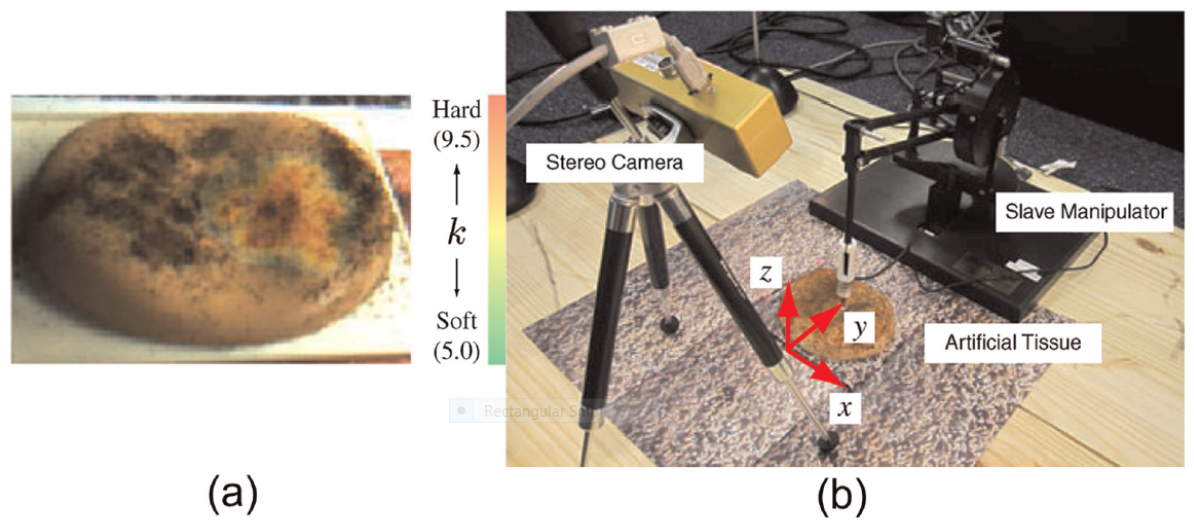 Hard
(9.5)
k
Soft
(5.0)
Stereo Camera
Slave Manipulator
Artificial Tissue
z
y
x
(a)
(b)